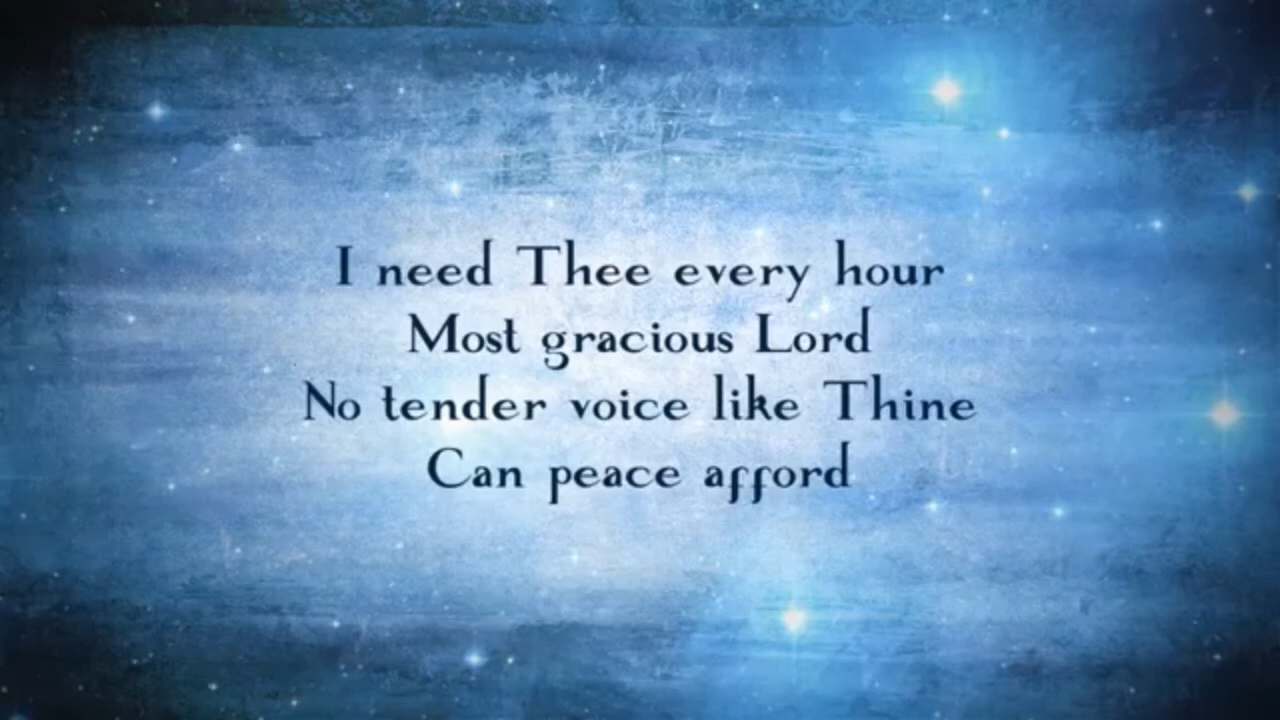 I need Thee every hour
Most gracious Lord
No tender voice like Thine
Can peace afford